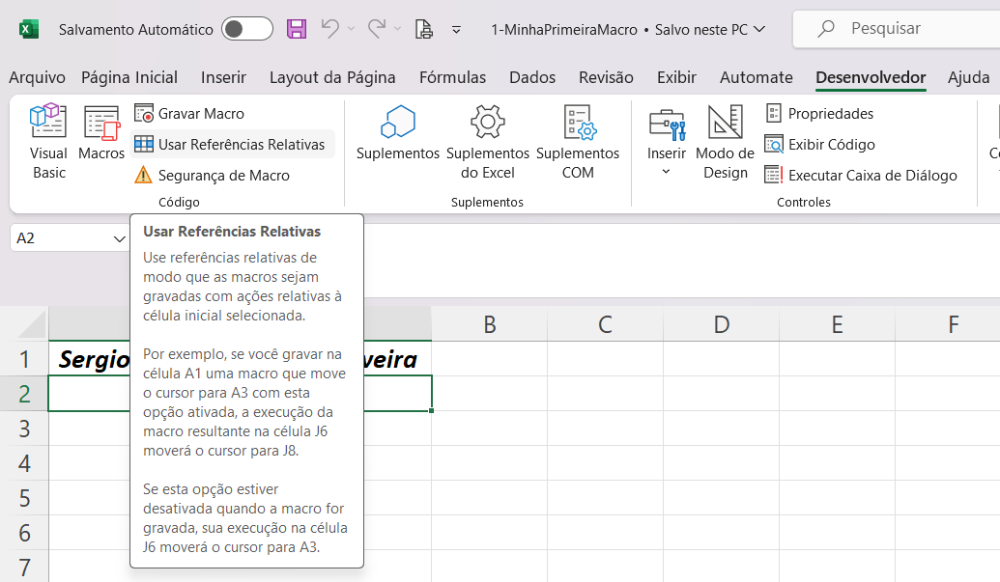 Salvamento Automático
1-MinhaPrimeiraMacro • Salvo neste PC
Pesquisar
Arquivo Página Inicial Inserir Layout da Página Fórmulas Dados Revisão Exibir Automate Desenvolvedor Ajuda
Visual Basic
Macros
Gravar Macro
Usar Referências Relativas
Segurança de Macro
Código
Suplementos
Suplementos do Excel
Suplementos COM
Suplementos
Inserir
Modo de Design
Propriedades
Exibir Código
Executar Caixa de Diálogo
Controles
A2
Usar Referências Relativas
Use referências relativas de
modo que as macros sejam
gravadas com ações relativas à
célula inicial selecionada.
Por exemplo, se você gravar na
célula A1 uma macro que move
o cursor para A3 com esta
opção ativada, a execução da
macro resultante na célula J6
moverá o cursor para J8.
Se esta opção estiver
desativada quando a macro for
gravada, sua execução na célula
J6 moverá o cursor para A3.
B C D E F
1 Sergio veira
2
3
4
5
6
7